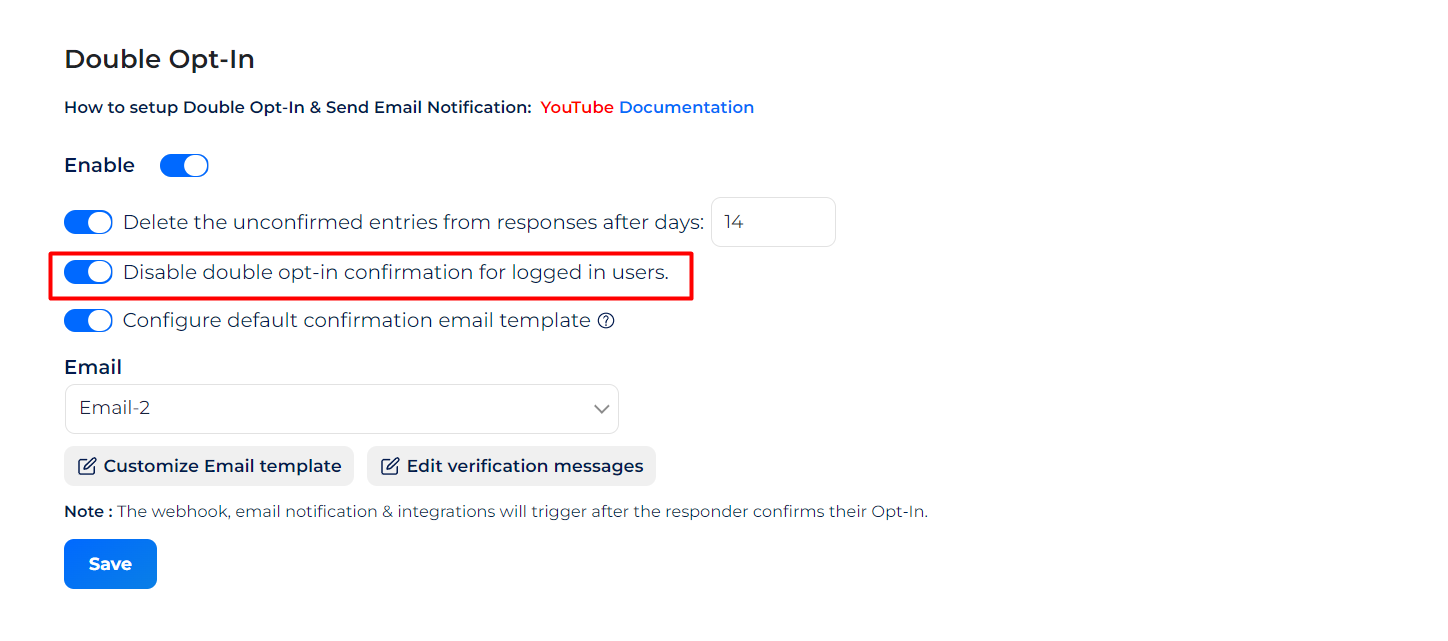 Double Opt-In
How to setup Double Opt-In & Send Email Notification: YouTube Documentation
Enable
Delete the unconfirmed entries from responses after days: 14
Disable double opt-in confirmation for logged in users.
Configure default confirmation email template
Email
Email-2
Customize Email template Edit verification messages
Note : The webhook, email notification & integrations will trigger after the responder confirms their Opt-In.
Save